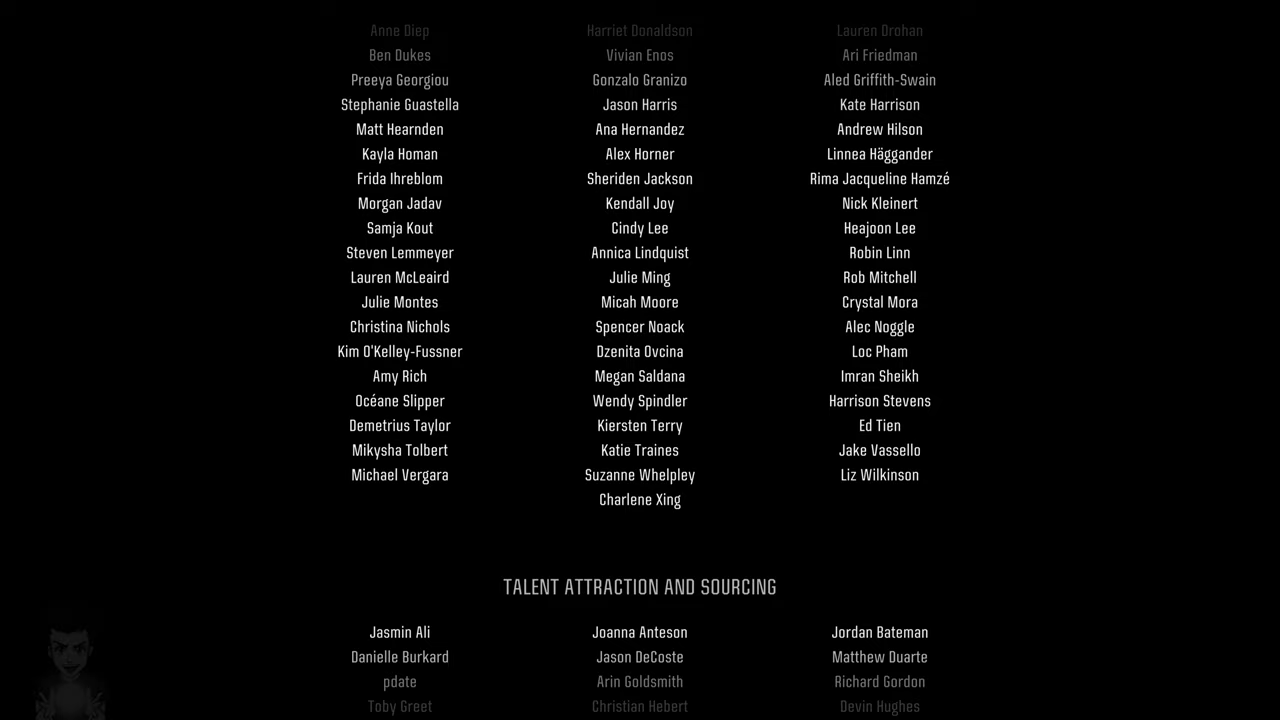 Anne Diep Harriet Donaldson Lauren Drohan
Ben Dukes Vivian Enos Ari Friedman
Preeya Georgiou Gonzalo Granizo Aled Griffith-Swain
Stephanie Guastella Jason Harris Kate Harrison
Matt Hearnden Ana Hernandez Andrew Hilson
Kayla Homan Alex Horner Linnea Häggander
Frida Ihreblom Sheriden Jackson Rima Jacqueline Hamzé
Morgan Jadav Kendall Joy Nick Kleinert
Samja Kout Cindy Lee Heajoon Lee
Steven Lemmeyer Annica Lindquist Robin Linn
Lauren McLeaird Julie Ming Rob Mitchell
Julie Montes Micah Moore Crystal Mora
Christina Nichols Spencer Noack Alec Noggle
Kim O'Kelley-Fussner Dzenita Ovcina Loc Pham
Amy Rich Megan Saldana Imran Sheikh
Océane Slipper Wendy Spindler Harrison Stevens
Demetrius Taylor Kiersten Terry Ed Tien
Mikysha Tolbert Katie Traines Jake Vassello
Michael Vergara Suzanne Whelpley Liz Wilkinson
Charlene Xing
TALENT ATTRACTION AND SOURCING
Jasmin Ali Joanna Anteson Jordan Bateman
Danielle Burkard Jason DeCoste Matthew Duarte
pdate Arin Goldsmith Richard Gordon
Toby Greet Christian Hebert Devin Hughes